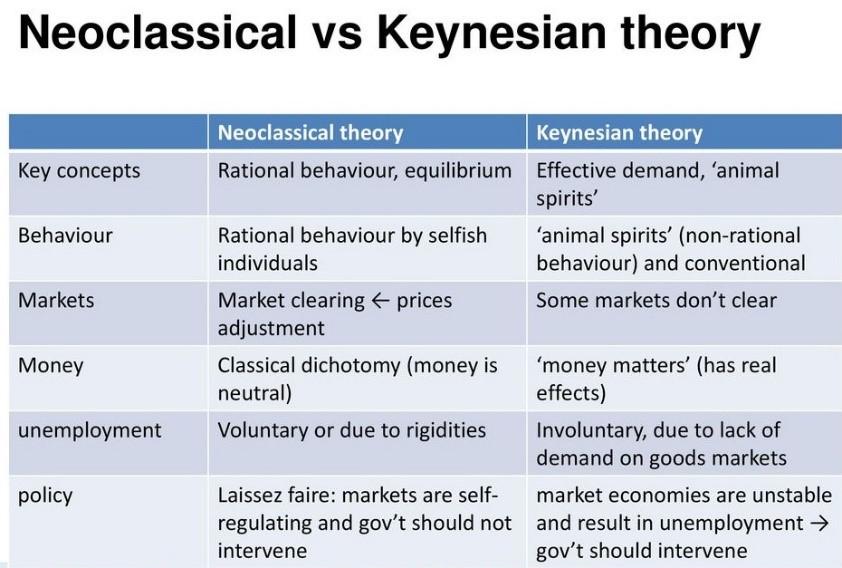 Neoclassical vs Keynesian theory
Neoclassical theory
Keynesian theory
Key concepts
Rational behaviour, equilibrium
Effective demand, ‘animal
spirits’
Behaviour
Rational behaviour by selfish
individuals
‘animal spirits’ (non-rational
behaviour) and conventional
Markets
Market clearing ← prices
adjustment
Some markets don’t clear
Money
Classical dichotomy (money is
neutral)
‘money matters’ (has real
effects)
unemployment
Voluntary or due to rigidities
Involuntary, due to lack of
demand on goods markets
policy
Laissez faire: markets are self-
regulating and gov’t should not
intervene
market economies are unstable
and result in unemployment →
gov’t should intervene